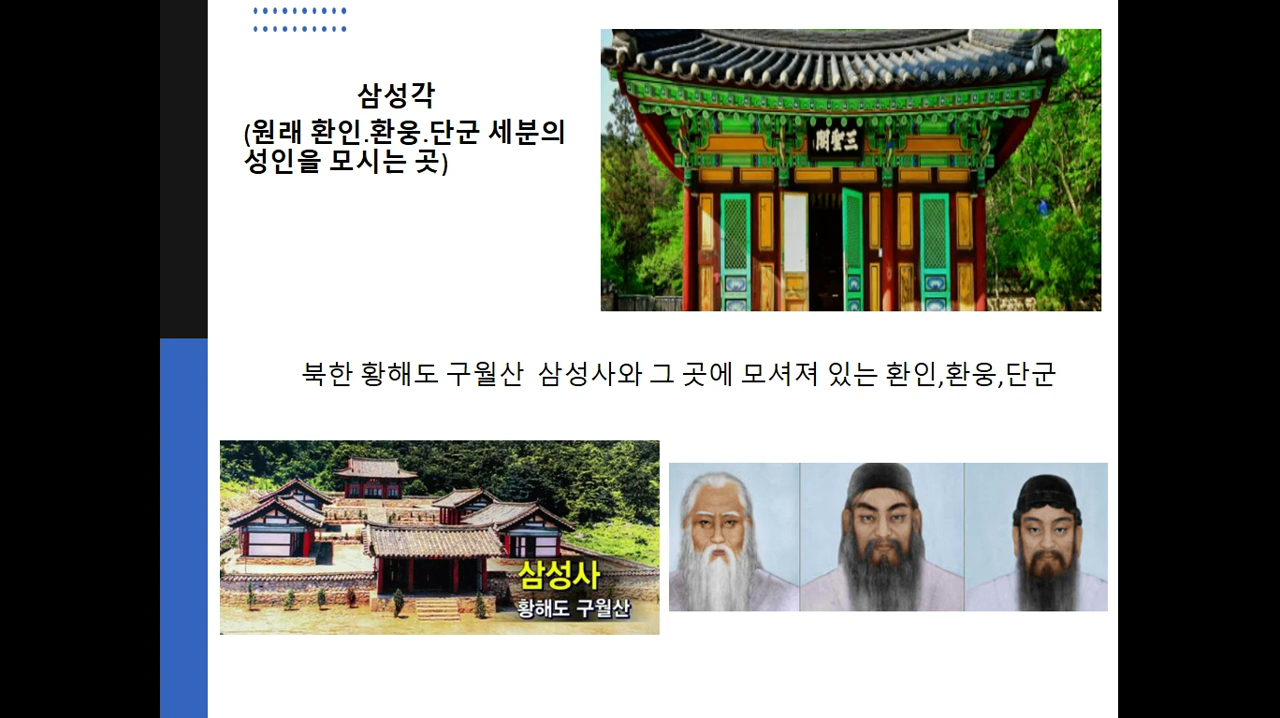 삼성각
(원래 환인.환웅.단군 세분의
성인을 모시는 곳)
三聖閣
북한 황해도 구월산  삼성사와 그 곳에 모셔져 있는 환인,환웅,단군
삼성사
황해도 구월산